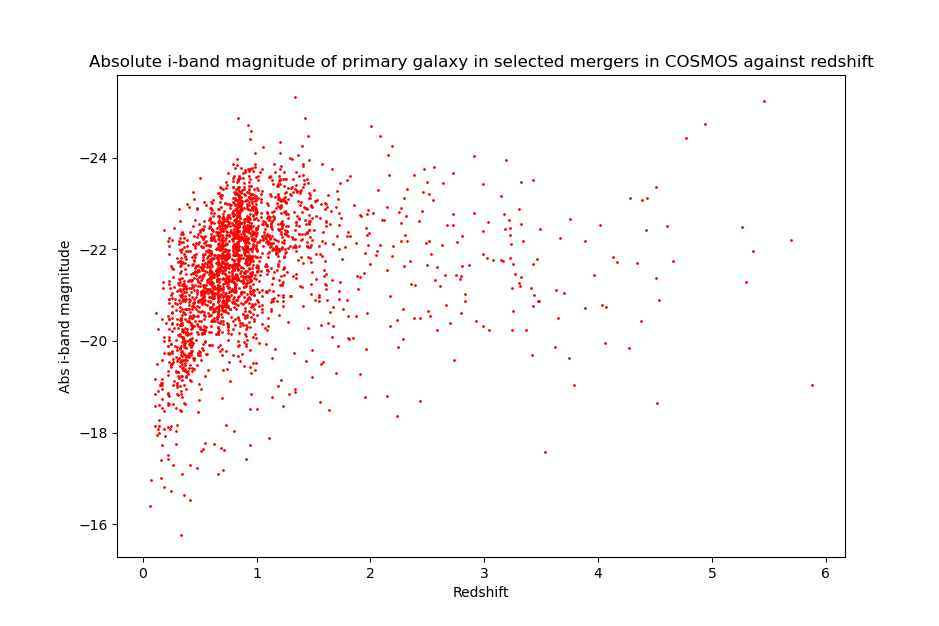 Absolute i-band magnitude of primary galaxy in selected mergers in COSMOS against redshift
Abs i-band magnitude
−24
−22
−20
−18
−16
0 1 2 3 4 5 6
Redshift